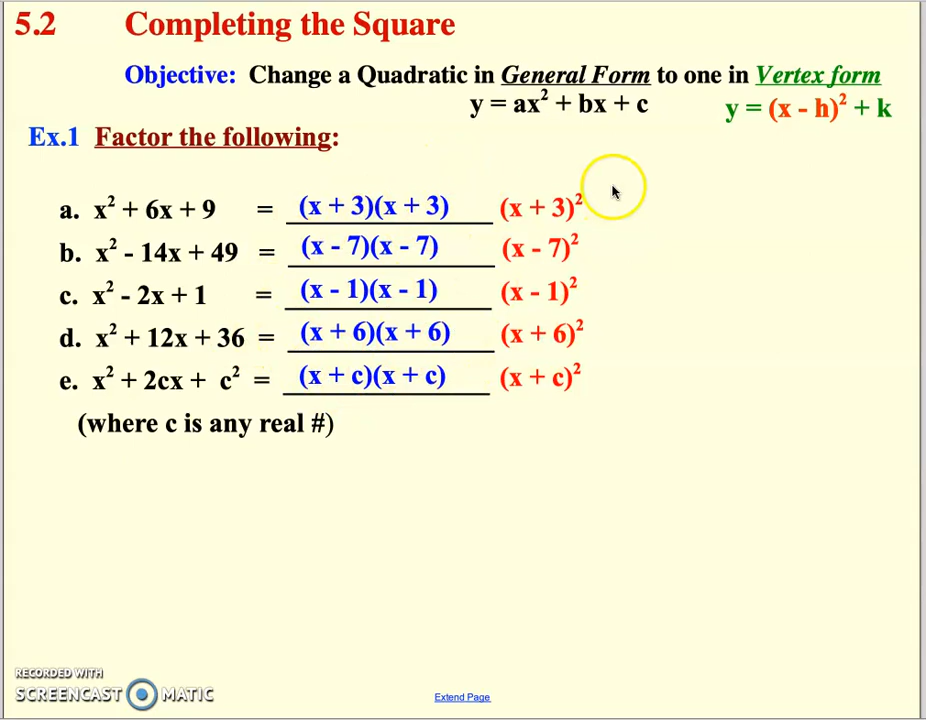 5.2 Completing the Square
Objective: Change a Quadratic in General Form to one in Vertex form
y = ax² + bx + c y = (x - h)² + k
Ex.1 Factor the following:
a. x² + 6x + 9 = (x + 3)(x + 3) (x + 3)²
b. x² - 14x + 49 = (x - 7)(x - 7) (x - 7)²
c. x² - 2x + 1 = (x - 1)(x - 1) (x - 1)²
d. x² + 12x + 36 = (x + 6)(x + 6) (x + 6)²
e. x² + 2cx + c² = (x + c)(x + c) (x + c)²
(where c is any real #)
RECORDED WITH
SCREENCAST MATIC
Extend Page